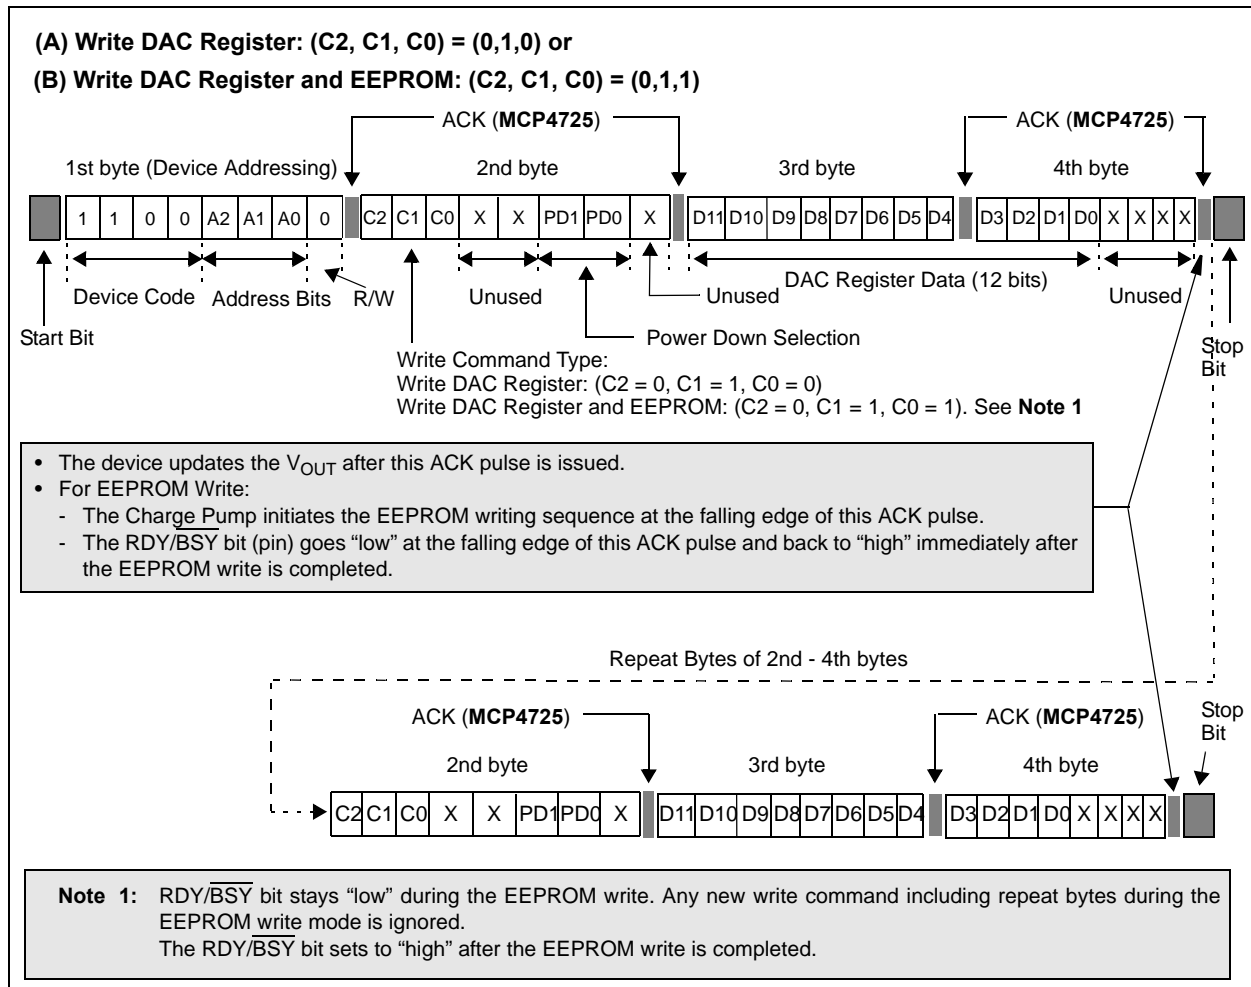 (A) Write DAC Register: (C2, C1, C0) = (0,1,0) or
(B) Write DAC Register and EEPROM: (C2, C1, C0) = (0,1,1)
ACK (MCP4725) ACK (MCP4725)
1st byte (Device Addressing) 2nd byte 3rd byte 4th byte
1 1 0 0 A2 A1 A0 0 C2 C1 C0 X X PD1 PD0 X D11 D10 D9 D8 D7 D6 D5 D4 D3 D2 D1 D0 X X X X
Device Code Address Bits R/W Unused Unused DAC Register Data (12 bits) Unused
Start Bit Power Down Selection Stop Bit
Write Command Type:
Write DAC Register: (C2 = 0, C1 = 1, C0 = 0)
Write DAC Register and EEPROM: (C2 = 0, C1 = 1, C0 = 1). See Note 1
• The device updates the VOUT after this ACK pulse is issued.
• For EEPROM Write:
- The Charge Pump initiates the EEPROM writing sequence at the falling edge of this ACK pulse.
- The RDY/BSY bit (pin) goes “low” at the falling edge of this ACK pulse and back to “high” immediately after
the EEPROM write is completed.
Repeat Bytes of 2nd - 4th bytes
ACK (MCP4725) ACK (MCP4725) Stop Bit
2nd byte 3rd byte 4th byte
C2 C1 C0 X X PD1 PD0 X D11 D10 D9 D8 D7 D6 D5 D4 D3 D2 D1 D0 X X X X
Note 1: RDY/BSY bit stays “low” during the EEPROM write. Any new write command including repeat bytes during the
EEPROM write mode is ignored.
The RDY/BSY bit sets to “high” after the EEPROM write is completed.